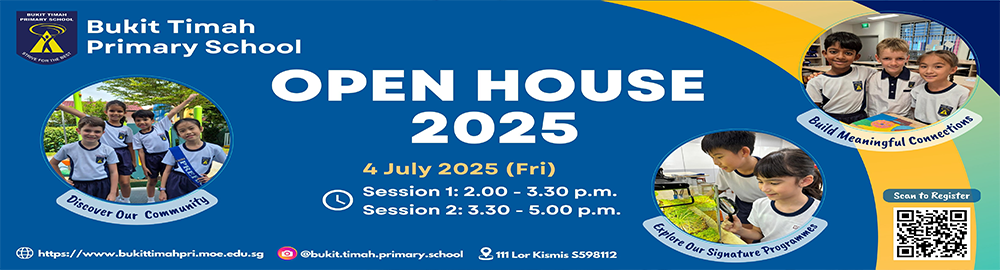 BUKIT TIMAH
PRIMARY SCHOOL
STRIVE FOR THE BEST
Bukit Timah
Primary School
OPEN HOUSE
2025
4 July 2025 (Fri)
Session 1: 2.00 - 3.30 p.m.
Session 2: 3.30 - 5.00 p.m.
Discover Our Community
Explore Our Signature Programmes
Build Meaningful Connections
Scan to Register
https://www.bukittimahpri.moe.edu.sg
@bukit.timah.primary.school
111 Lor Kismis S598112